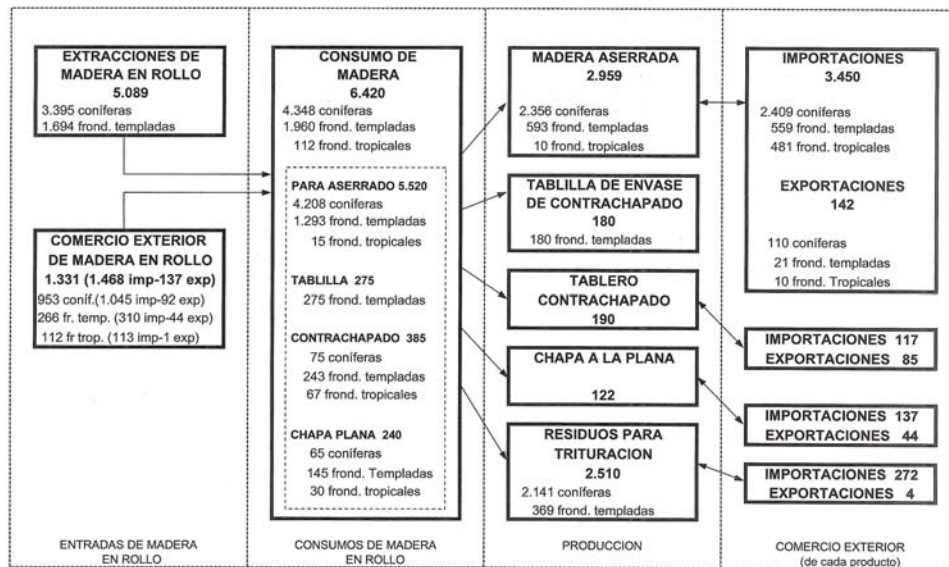 EXTRACCIONES DE
MADERA EN ROLLO
5.089
3.395 coníferas
1.694 frond. templadas
COMERCIO EXTERIOR
DE MADERA EN ROLLO
1.331 (1.468 imp-137 exp)
953 coníf.(1.045 imp-92 exp)
266 fr. temp. (310 imp-44 exp)
112 fr trop. (113 imp-1 exp)
ENTRADAS DE MADERA
EN ROLLO
CONSUMO DE
MADERA
6.420
4.348 coníferas
1.960 frond. templadas
112 frond. tropicales
PARA ASERRADO 5.520
4.208 coníferas
1.293 frond. templadas
15 frond. tropicales
TABLILLA 275
275 frond. templadas
CONTRACHAPADO 385
75 coníferas
243 frond. templadas
67 frond. tropicales
CHAPA PLANA 240
65 coniferas
145 frond. Templadas
30 frond. tropicales
CONSUMOS DE MADERA
EN ROLLO
MADERA ASERRADA
2.959
2.356 coníferas
593 frond. templadas
10 frond. tropicales
TABLILLA DE ENVASE
DE CONTRACHAPADO
180
180 frond. templadas
TABLERO
CONTRACHAPADO
190
CHAPA A LA PLANA
122
RESIDUOS PARA
TRITURACION
2.510
2.141 coníferas
369 frond. templadas
PRODUCCION
IMPORTACIONES
3.450
2.409 coníferas
559 frond. templadas
481 frond. tropicales
EXPORTACIONES
142
110 coníferas
21 frond. templadas
10 frond. Tropicales
IMPORTACIONES 117
EXPORTACIONES 85
IMPORTACIONES 137
EXPORTACIONES 44
IMPORTACIONES 272
EXPORTACIONES 4
COMERCIO EXTERIOR
(de cada producto)